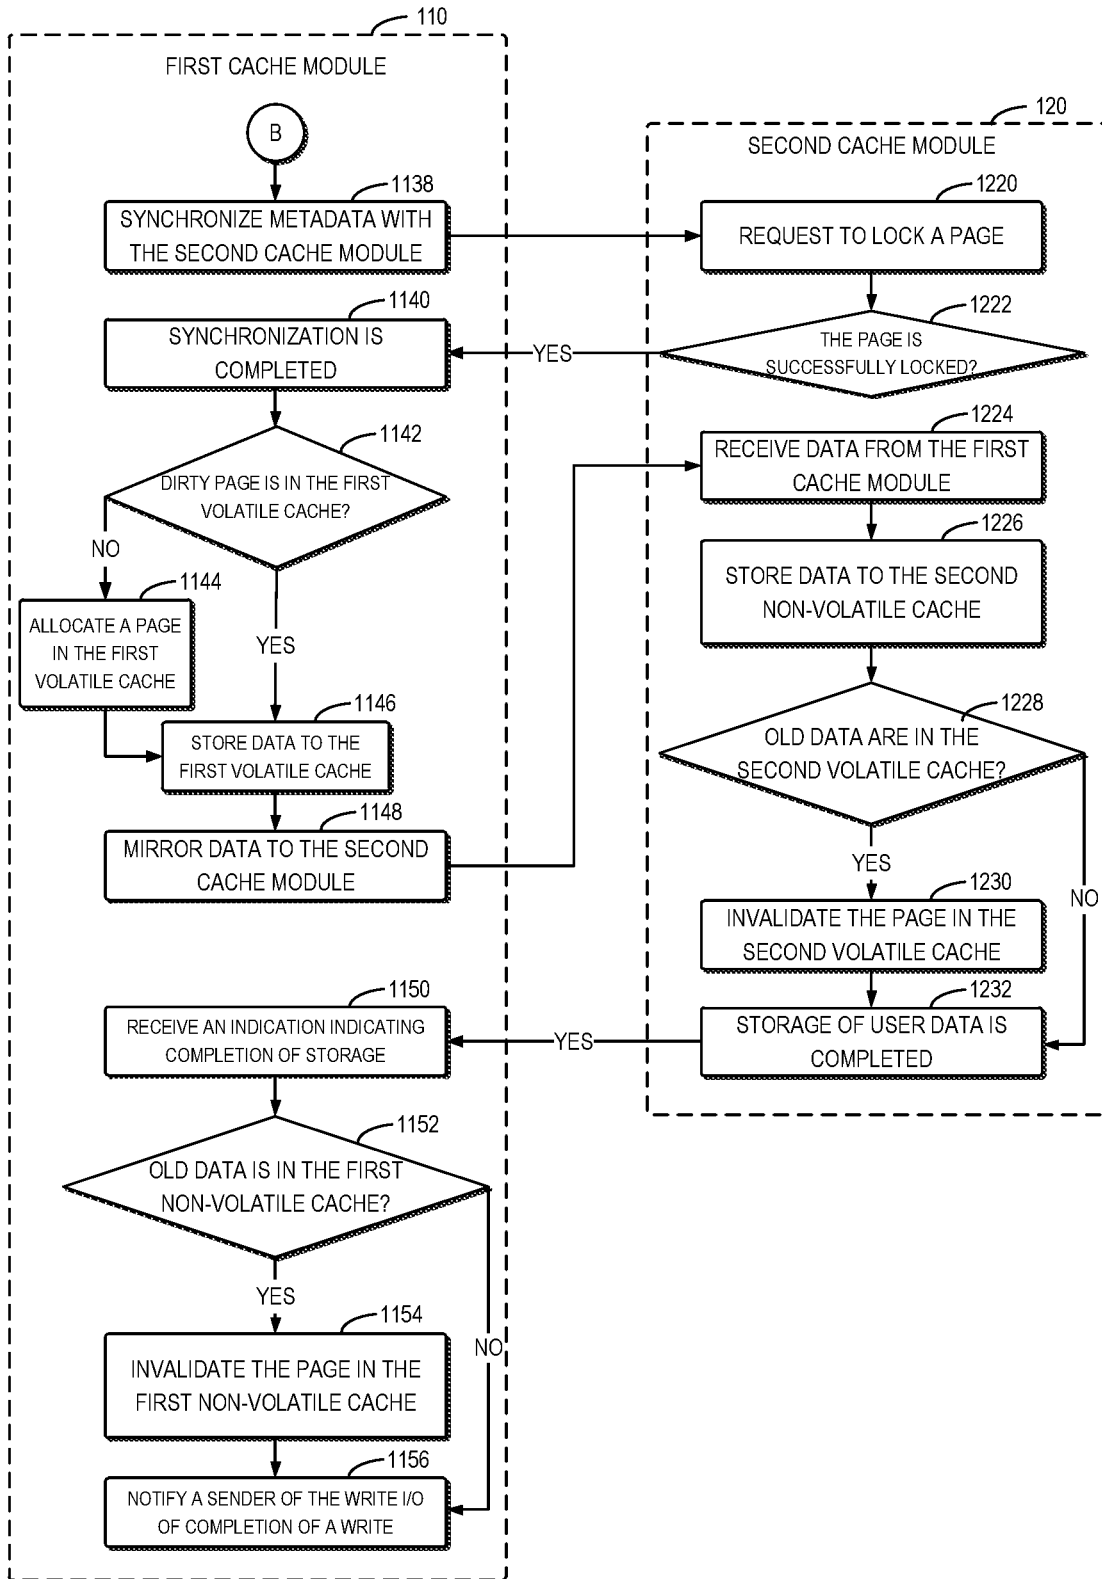 110
FIRST CACHE MODULE
B
1138
SYNCHRONIZE METADATA WITH
THE SECOND CACHE MODULE
1140
SYNCHRONIZATION IS
COMPLETED
1142
DIRTY PAGE IS IN THE FIRST
VOLATILE CACHE?
NO
1144
ALLOCATE A PAGE
IN THE FIRST
VOLATILE CACHE
YES
1146
STORE DATA TO THE
FIRST VOLATILE CACHE
1148
MIRROR DATA TO THE SECOND
CACHE MODULE
1150
RECEIVE AN INDICATION INDICATING
COMPLETION OF STORAGE
1152
OLD DATA IS IN THE FIRST
NON-VOLATILE CACHE?
YES
NO
1154
INVALIDATE THE PAGE IN THE
FIRST NON-VOLATILE CACHE
1156
NOTIFY A SENDER OF THE WRITE I/O
OF COMPLETION OF A WRITE
120
SECOND CACHE MODULE
1220
REQUEST TO LOCK A PAGE
1222
THE PAGE IS
SUCCESSFULLY LOCKED?
YES
1224
RECEIVE DATA FROM THE FIRST
CACHE MODULE
1226
STORE DATA TO THE SECOND
NON-VOLATILE CACHE
1228
OLD DATA ARE IN THE
SECOND VOLATILE CACHE?
YES
NO
1230
INVALIDATE THE PAGE IN THE
SECOND VOLATILE CACHE
1232
STORAGE OF USER DATA IS
COMPLETED
YES